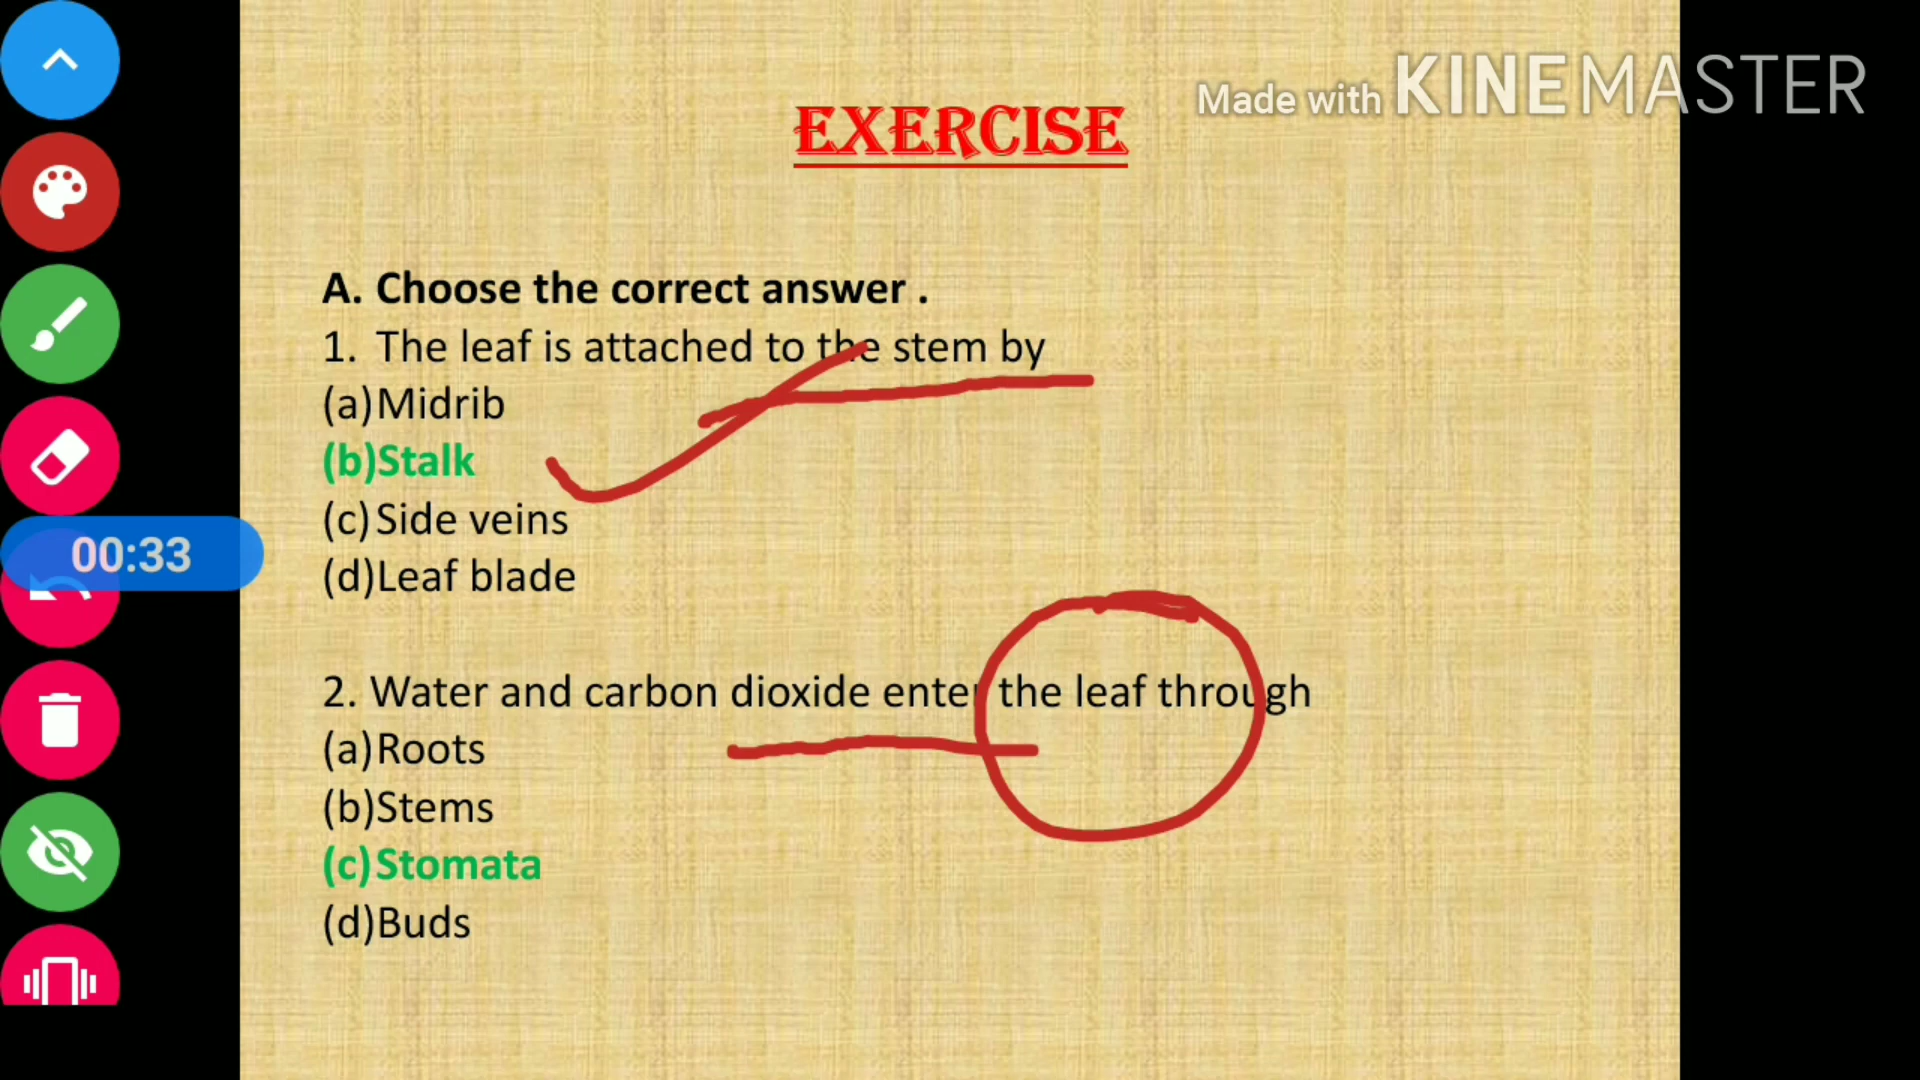 Made with KINEMASTER
EXERCISE
A. Choose the correct answer .
1. The leaf is attached to the stem by
(a)Midrib
(b)Stalk
(c)Side veins
(d)Leaf blade
00:33
2. Water and carbon dioxide enter the leaf through
(a)Roots
(b)Stems
(c)Stomata
(d)Buds